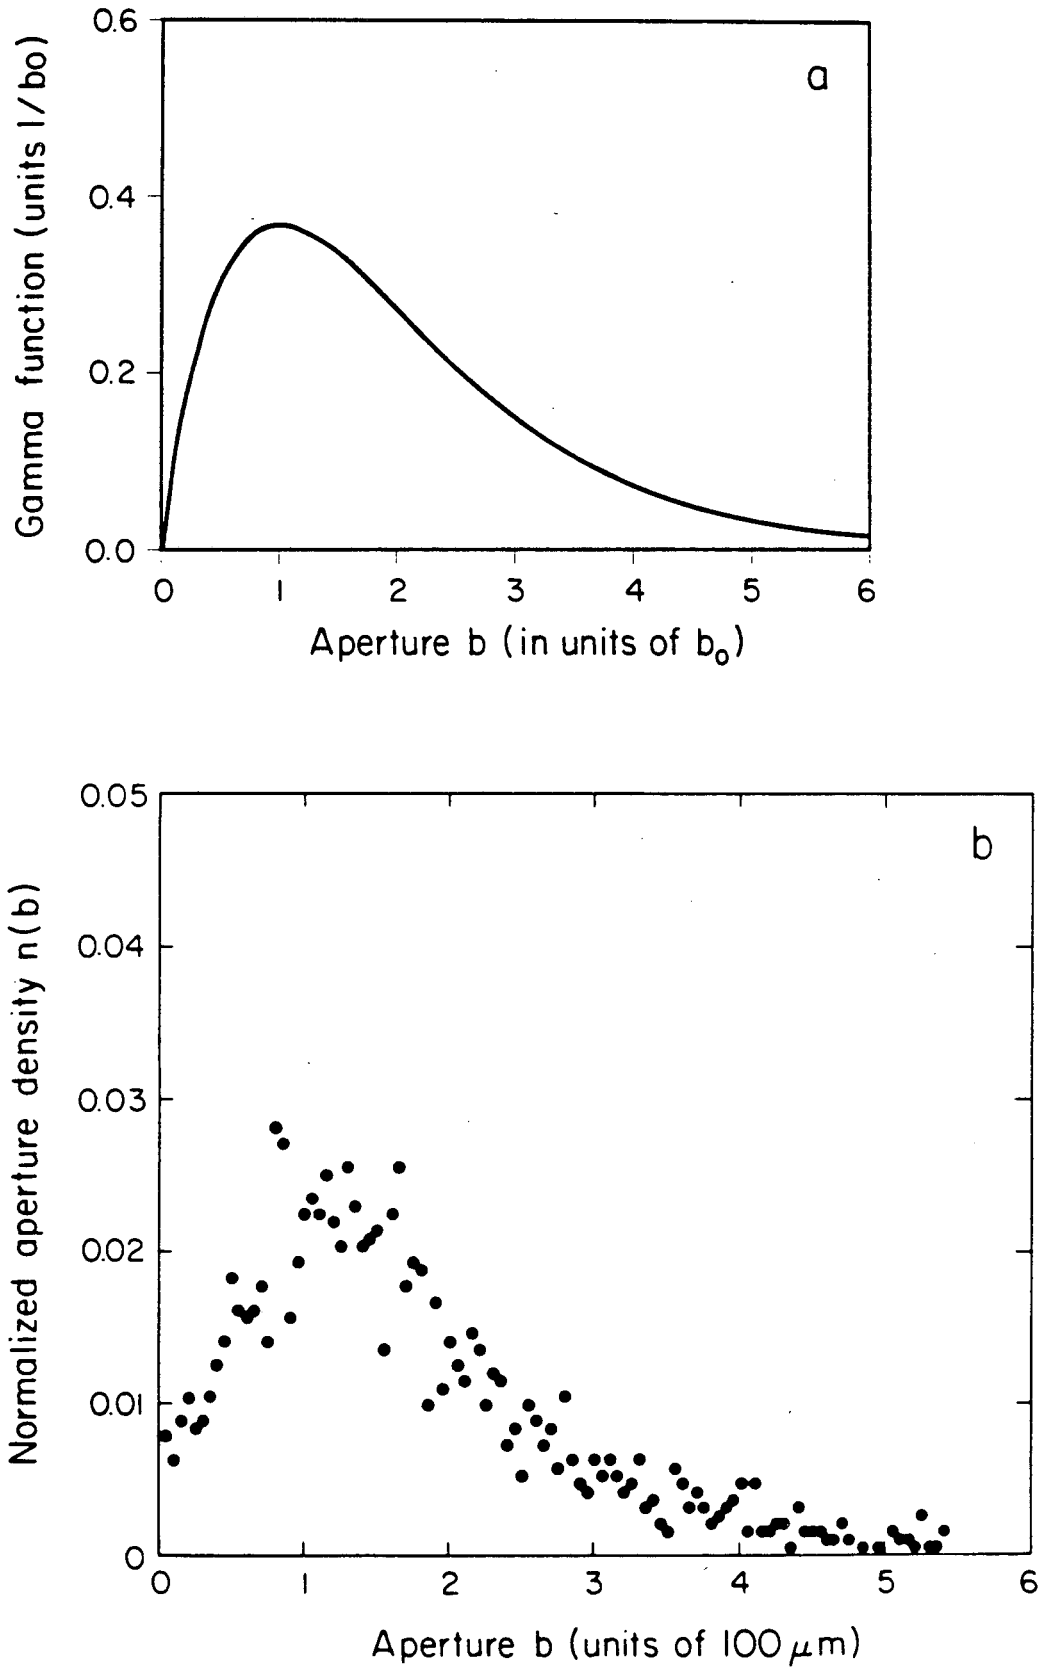 a
Gamma function (units 1/bo)
0.6
0.4
0.2
0.0
0 1 2 3 4 5 6
Aperture b (in units of b₀)
b
Normalized aperture density n(b)
0.05
0.04
0.03
0.02
0.01
0
0 1 2 3 4 5 6
Aperture b (units of 100 μm)